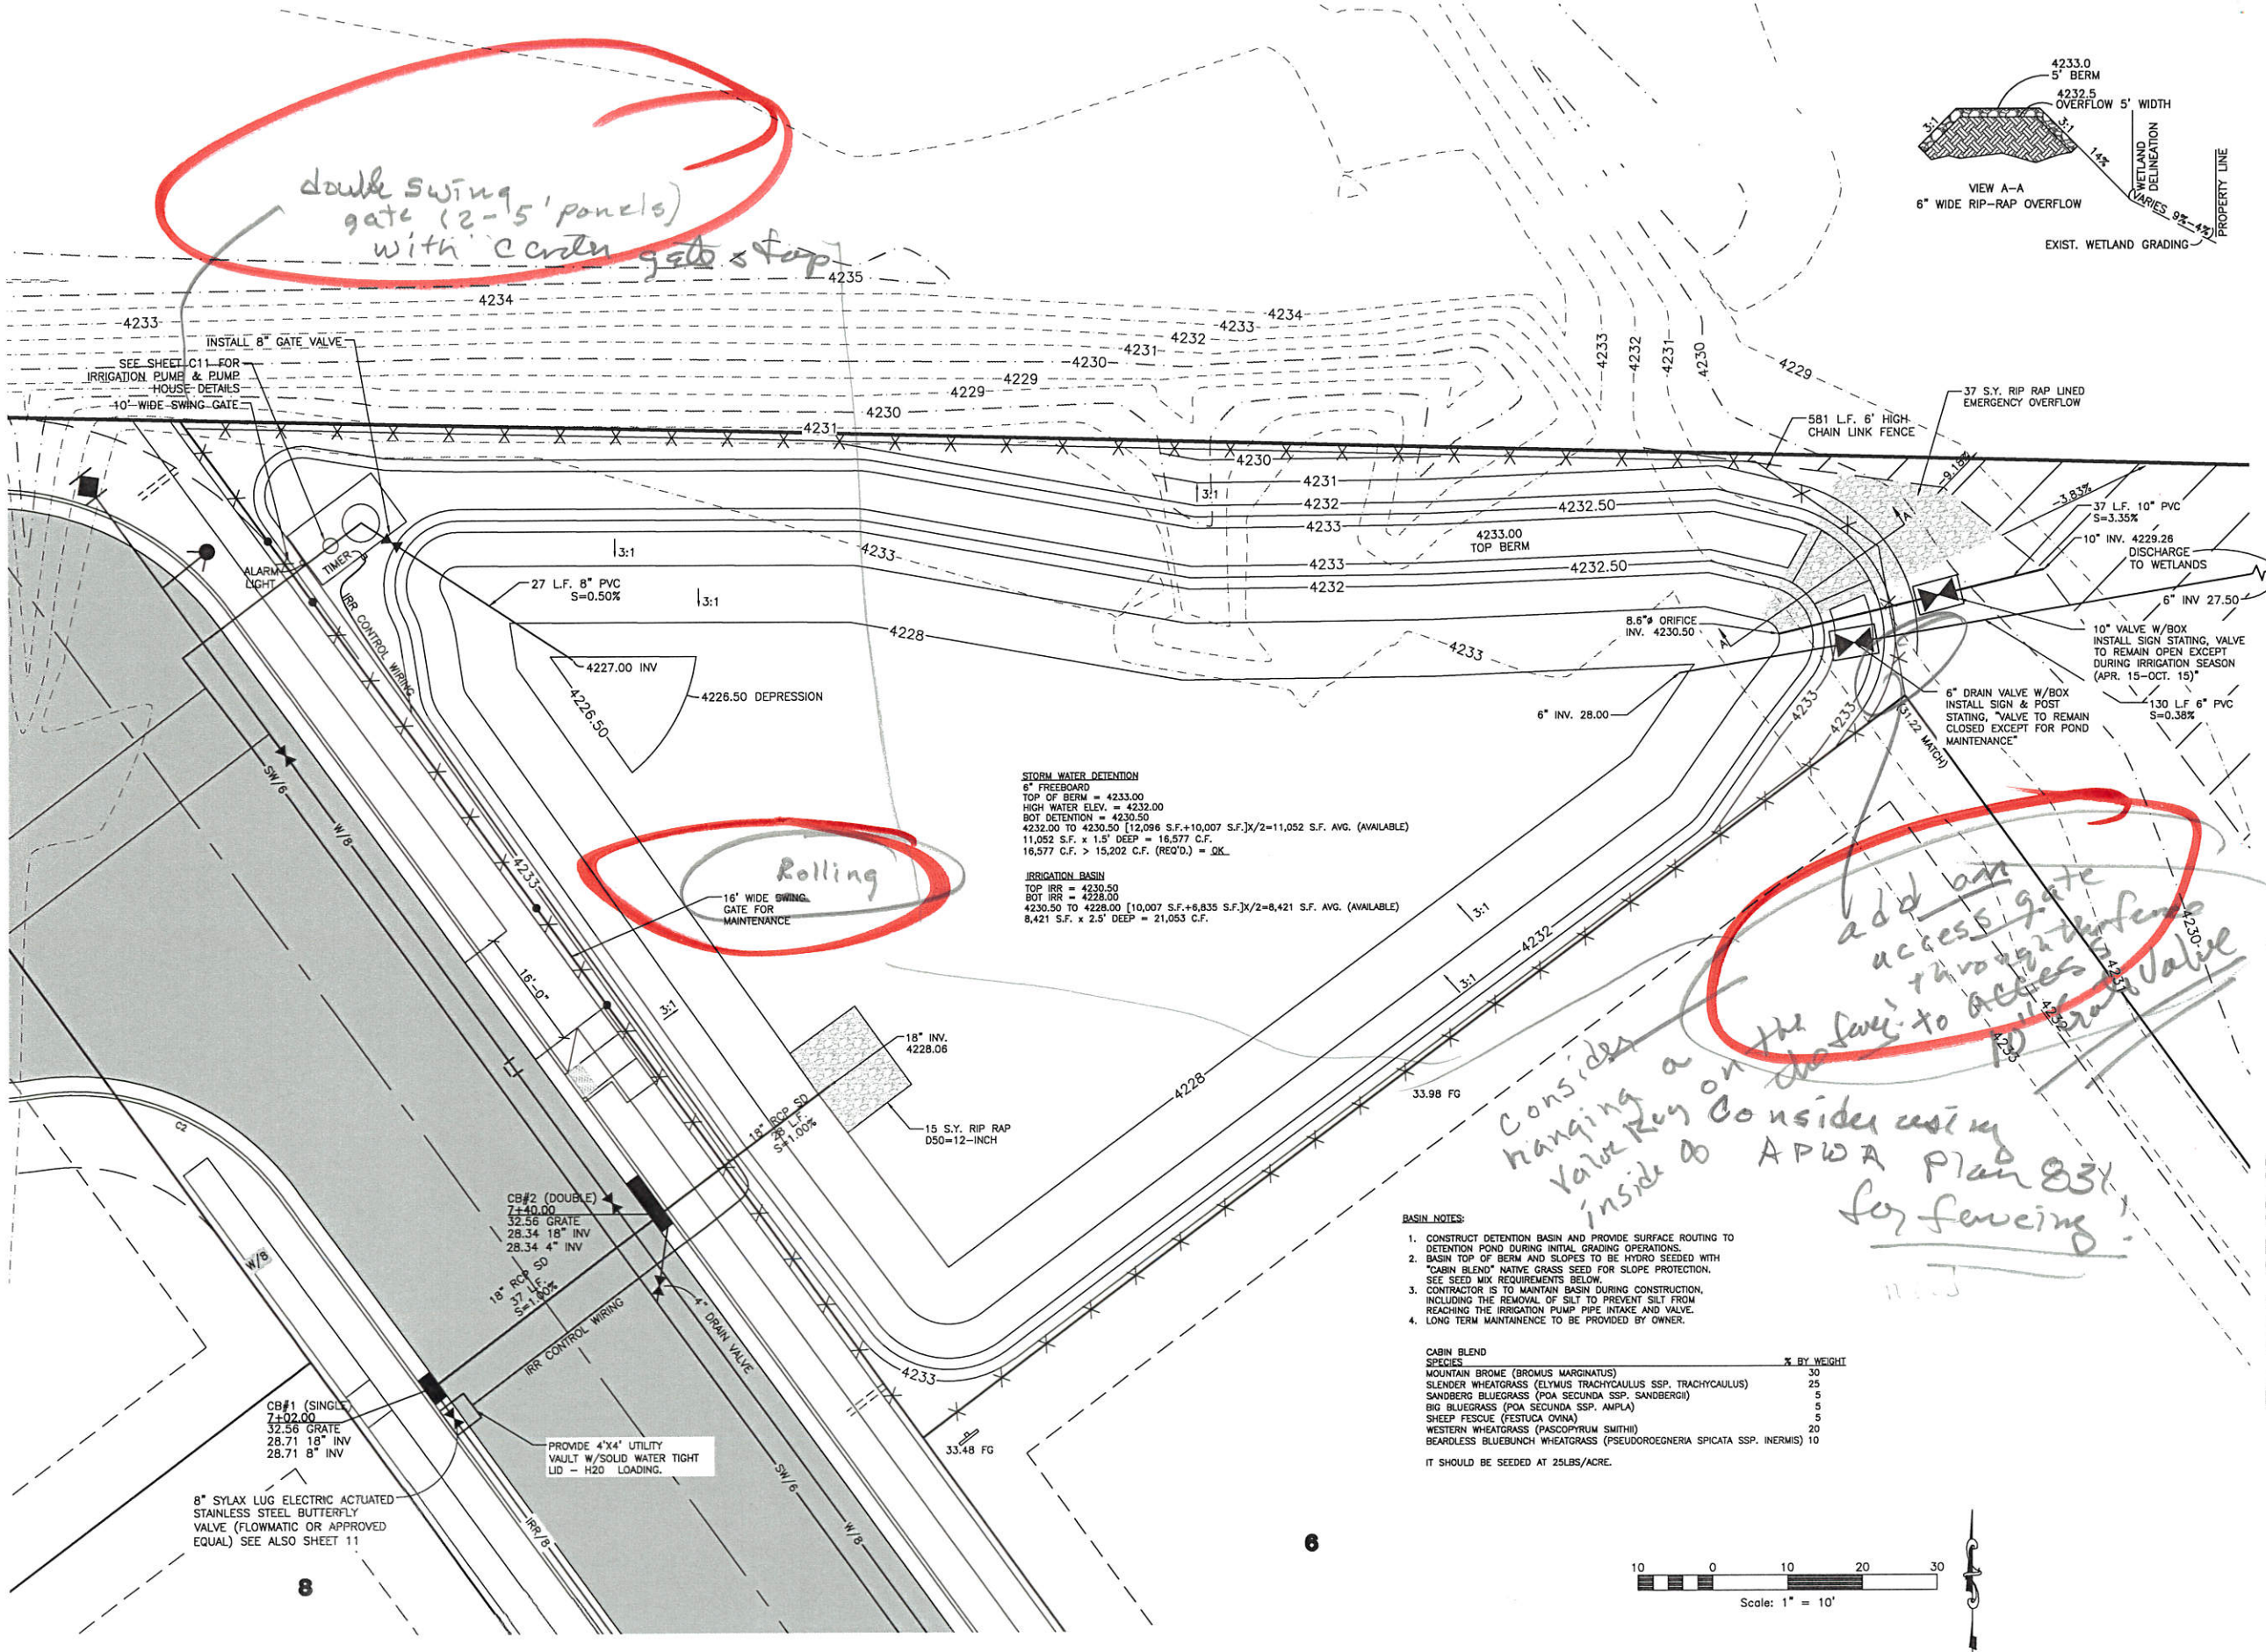 4233.0
5' BERM
4232.5
OVERFLOW 5' WIDTH
3:1
3:1
14%
WETLAND
DELINEATION
VARIES 9%-4%
PROPERTY LINE
VIEW A-A
6" WIDE RIP-RAP OVERFLOW
EXIST. WETLAND GRADING
double swing
gate (2-5' panels)
with
gate stop
4235
4234
4233
4234
4233
4232
4231
4230
4229
4230
4231
4233
4232
4231
4230
4229
INSTALL 8" GATE VALVE
SEE SHEET C11 FOR
IRRIGATION PUMP & PUMP
HOUSE DETAILS
10' WIDE SWING GATE
37 S.Y. RIP RAP LINED
EMERGENCY OVERFLOW
581 L.F. 6' HIGH
CHAIN LINK FENCE
4230
4231
4232
4233
4232.50
3:1
4233.00
TOP BERM
4233
4232
4232.50
4233
-9.18%
-3.83%
37 L.F. 10" PVC
S=3.35%
10" INV. 4229.26
DISCHARGE
TO WETLANDS
6" INV 27.50
ALARM
LIGHT
TIMER
IRR CONTROL WIRING
3:1
3:1
27 L.F. 8" PVC
S=0.50%
4227.00 INV
4226.50
4226.50 DEPRESSION
4228
4233
8.6"ø ORIFICE
INV. 4230.50
A
A
10" VALVE W/BOX
INSTALL SIGN STATING, VALVE
TO REMAIN OPEN EXCEPT
DURING IRRIGATION SEASON
(APR. 15-OCT. 15)"
130 L.F 6" PVC
S=0.38%
6" DRAIN VALVE W/BOX
INSTALL SIGN & POST
STATING, "VALVE TO REMAIN
CLOSED EXCEPT FOR POND
MAINTENANCE"
6" INV. 28.00
4233
4233
(31.22 MATCH)
STORM WATER DETENTION
6" FREEBOARD
TOP OF BERM = 4233.00
HIGH WATER ELEV. = 4232.00
BOT DETENTION = 4230.50
4232.00 TO 4230.50 [12,096 S.F.+10,007 S.F.]X/2=11,052 S.F. AVG. (AVAILABLE)
11,052 S.F. x 1.5' DEEP = 16,577 C.F.
16,577 C.F. > 15,202 C.F. (REQ'D.) = OK
IRRIGATION BASIN
TOP IRR = 4230.50
BOT IRR = 4228.00
4230.50 TO 4228.00 [10,007 S.F.+6,835 S.F.]X/2=8,421 S.F. AVG. (AVAILABLE)
8,421 S.F. x 2.5' DEEP = 21,053 C.F.
SW/6
W/8
4233
Rolling
16' WIDE SWING
GATE FOR
MAINTENANCE
16'-0"
3:1
add an
access gate
through the fence
to access
10" Valve
4230
4231
4232
4233
3:1
4232
3:1
4228
18" INV.
4228.06
15 S.Y. RIP RAP
D50=12-INCH
18" RCP SD
28 L.F.
S=1.00%
33.98 FG
Consider
hanging a
Valve Key on the fence
inside
Consider using
APWA Plan 831
for fencing!
C2
W/8
CB#2 (DOUBLE)
7+40.00
32.56 GRATE
28.34 18" INV
28.34 4" INV
18" RCP SD
37 L.F.
S=1.00%
IRR CONTROL WIRING
4" DRAIN VALVE
4233
33.48 FG
BASIN NOTES:
1. CONSTRUCT DETENTION BASIN AND PROVIDE SURFACE ROUTING TO
DETENTION POND DURING INITIAL GRADING OPERATIONS.
2. BASIN TOP OF BERM AND SLOPES TO BE HYDRO SEEDED WITH
"CABIN BLEND" NATIVE GRASS SEED FOR SLOPE PROTECTION.
SEE SEED MIX REQUIREMENTS BELOW.
3. CONTRACTOR IS TO MAINTAIN BASIN DURING CONSTRUCTION,
INCLUDING THE REMOVAL OF SILT TO PREVENT SILT FROM
REACHING THE IRRIGATION PUMP PIPE INTAKE AND VALVE.
4. LONG TERM MAINTAINENCE TO BE PROVIDED BY OWNER.
CABIN BLEND
SPECIES % BY WEIGHT
MOUNTAIN BROME (BROMUS MARGINATUS) 30
SLENDER WHEATGRASS (ELYMUS TRACHYCAULUS SSP. TRACHYCAULUS) 25
SANDBERG BLUEGRASS (POA SECUNDA SSP. SANDBERGII) 5
BIG BLUEGRASS (POA SECUNDA SSP. AMPLA) 5
SHEEP FESCUE (FESTUCA OVINA) 5
WESTERN WHEATGRASS (PASCOPYRUM SMITHII) 20
BEARDLESS BLUEBUNCH WHEATGRASS (PSEUDOROEGNERIA SPICATA SSP. INERMIS) 10
IT SHOULD BE SEEDED AT 25LBS/ACRE.
CB#1 (SINGLE)
7+02.00
32.56 GRATE
28.71 18" INV
28.71 8" INV
PROVIDE 4'X4' UTILITY
VAULT W/SOLID WATER TIGHT
LID - H20 LOADING.
8" SYLAX LUG ELECTRIC ACTUATED
STAINLESS STEEL BUTTERFLY
VALVE (FLOWMATIC OR APPROVED
EQUAL) SEE ALSO SHEET 11
IRR/8
SW/6
W/8
8
6
10 0 10 20 30
Scale: 1" = 10'